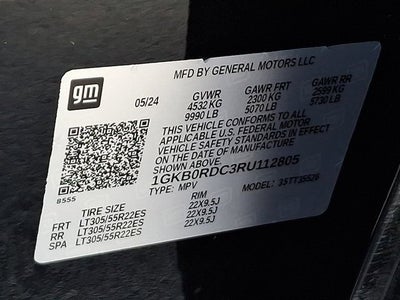 gm
MFD BY GENERAL MOTORS LLC
05/24 GVWR GAWR FRT GAWR RR
4532 KG 2300 KG 2599 KG
9990 LB 5070 LB 5730 LB
THIS VEHICLE CONFORMS TO ALL
APPLICABLE U.S. FEDERAL MOTOR
VEHICLE SAFETY STANDARDS IN
EFFECT ON THE DATE OF
MANUFACTURE SHOWN ABOVE.
1GKB0RDC3RU112805
8555 TYPE: MPV MODEL: 35TT35526
TIRE SIZE RIM
FRT LT305/55R22ES 22X9.5J
RR LT305/55R22ES 22X9.5J
SPA LT305/55R22ES 22X9.5J